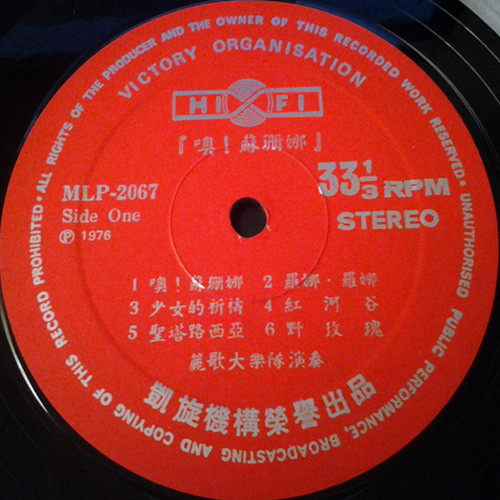 ALL RIGHTS OF THE PRODUCER AND THE OWNER OF THIS RECORDED WORK RESERVED • UNAUTHORISED PUBLIC PERFORMANCE, BROADCASTING AND COPYING OF THIS RECORD PROHIBITED •
VICTORY ORGANISATION
HI FI
『噢！蘇珊娜』
MLP-2067
Side One
Ⓟ 1976
33 1/3 RPM
STEREO
1 噢！蘇珊娜 2 羅娜・羅娜
3 少女的祈禱 4 紅河谷
5 聖塔路西亞 6 野玫瑰
麗歌大樂隊演奏
凱旋機構榮譽出品